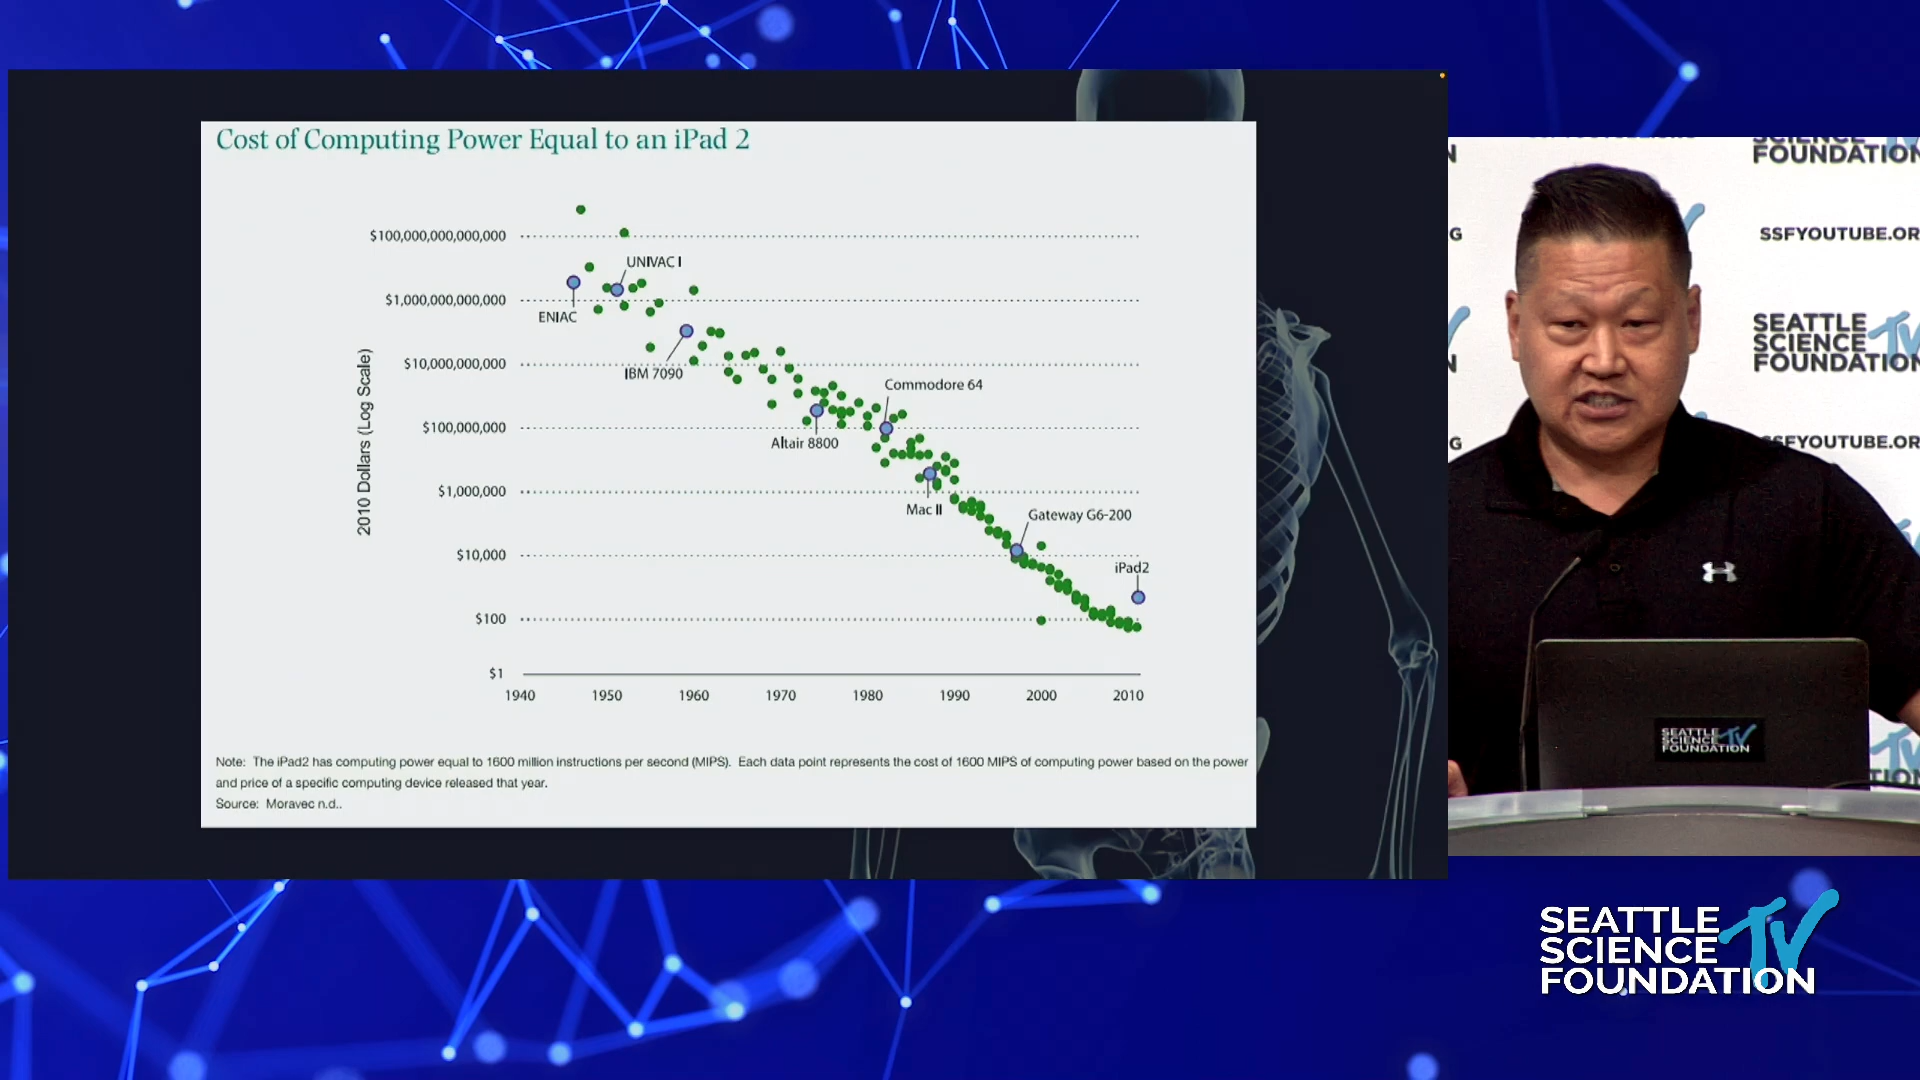 Cost of Computing Power Equal to an iPad 2
$100,000,000,000,000
UNIVAC I
$1,000,000,000,000
ENIAC
$10,000,000,000
IBM 7090
Commodore 64
$100,000,000
Altair 8800
2010 Dollars (Log Scale)
$1,000,000
Mac II
Gateway G6-200
$10,000
iPad2
$100
$1
1940 1950 1960 1970 1980 1990 2000 2010
Note: The iPad2 has computing power equal to 1600 million instructions per second (MIPS). Each data point represents the cost of 1600 MIPS of computing power based on the power
and price of a specific computing device released that year.
Source: Moravec n.d..
FOUNDATION
SSFYOUTUBE.OR
SEATTLE
SCIENCE TV
FOUNDATION
SFYOUTUBE.OR
SEATTLE
SCIENCE TV
FOUNDATION
SEATTLE
SCIENCE TV
FOUNDATION